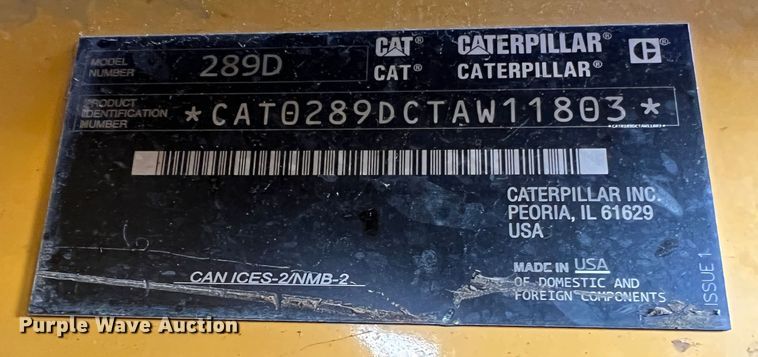 CAT® CATERPILLAR® C®
CAT® CATERPILLAR®
MODEL NUMBER 289D
PRODUCT IDENTIFICATION NUMBER *CAT0289DCTAW11803*
*CAT0289DCTAW11803*
CATERPILLAR INC.
PEORIA, IL 61629
USA
CAN ICES-2/NMB-2
MADE IN USA
OF DOMESTIC AND
FOREIGN COMPONENTS
ISSUE 1
Purple Wave Auction